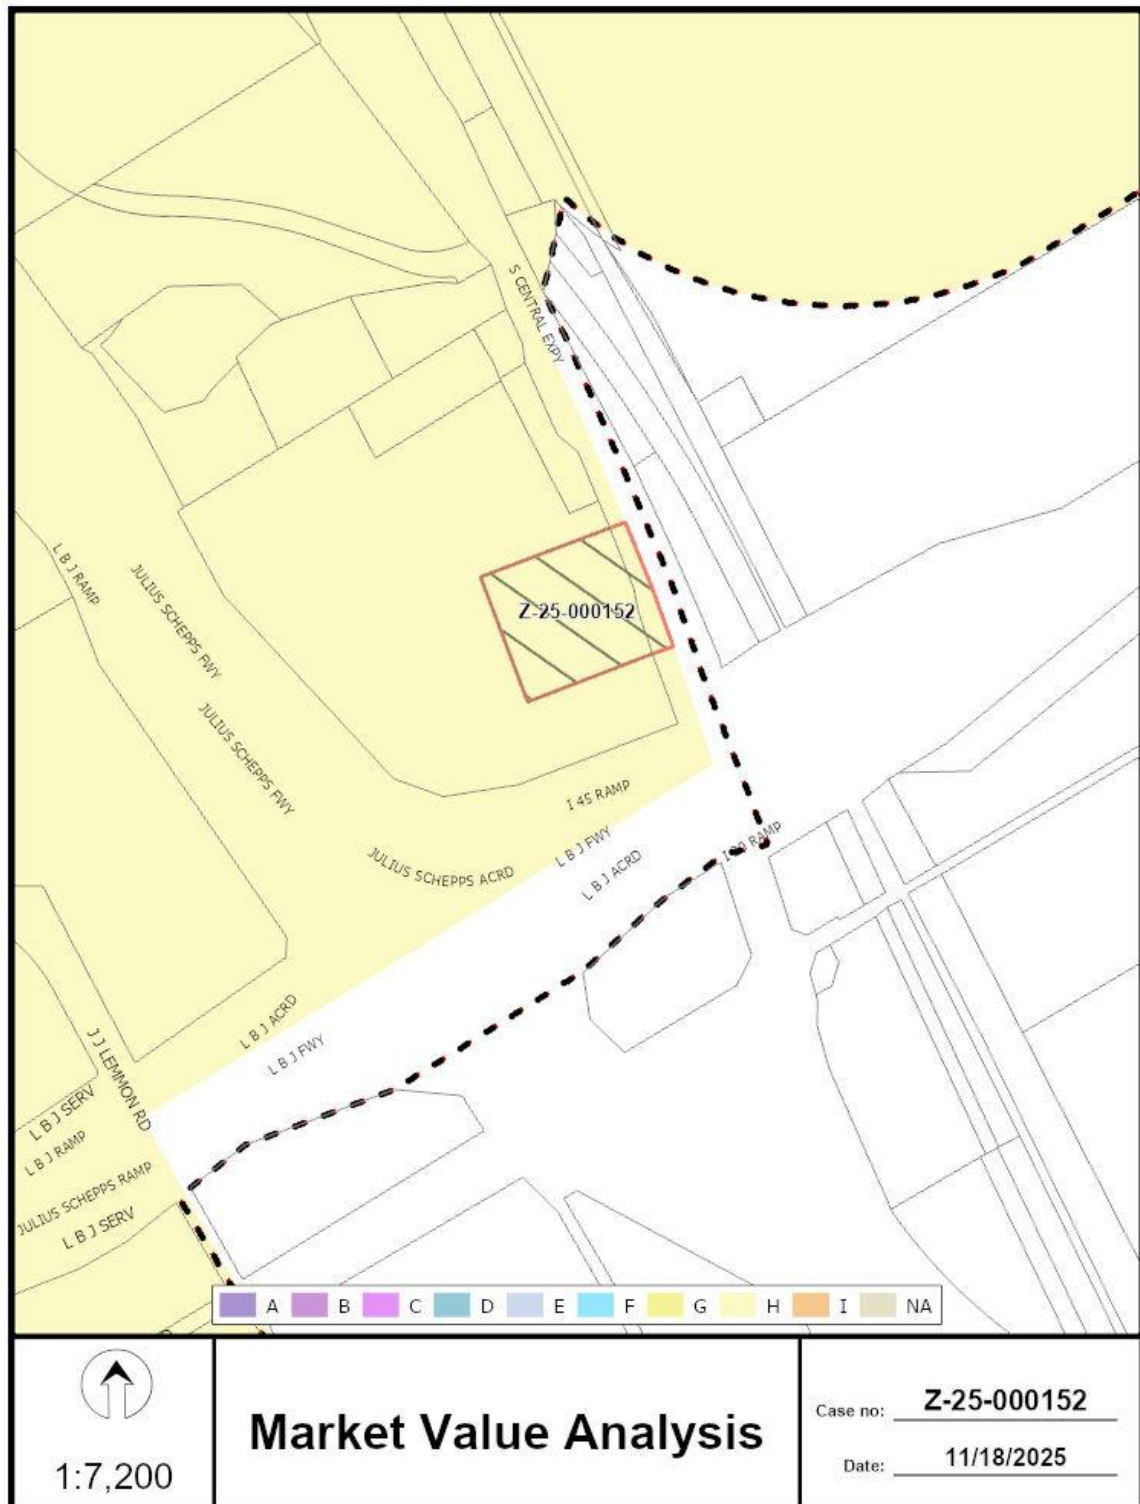 S CENTRAL EXPY
L B J RAMP
JULIUS SCHEPPS FWY
Z-25-000152
JULIUS SCHEPPS FWY
I 45 RAMP
L B J FWY
I 20 RAMP
JULIUS SCHEPPS ACRD
L B J ACRD
L B J ACRD
L B J FWY
J J LEMMON RD
L B J SERV
L B J RAMP
JULIUS SCHEPPS RAMP
L B J SERV
A B C D E F G H I NA
1:7,200
Market Value Analysis
Case no: Z-25-000152
Date: 11/18/2025